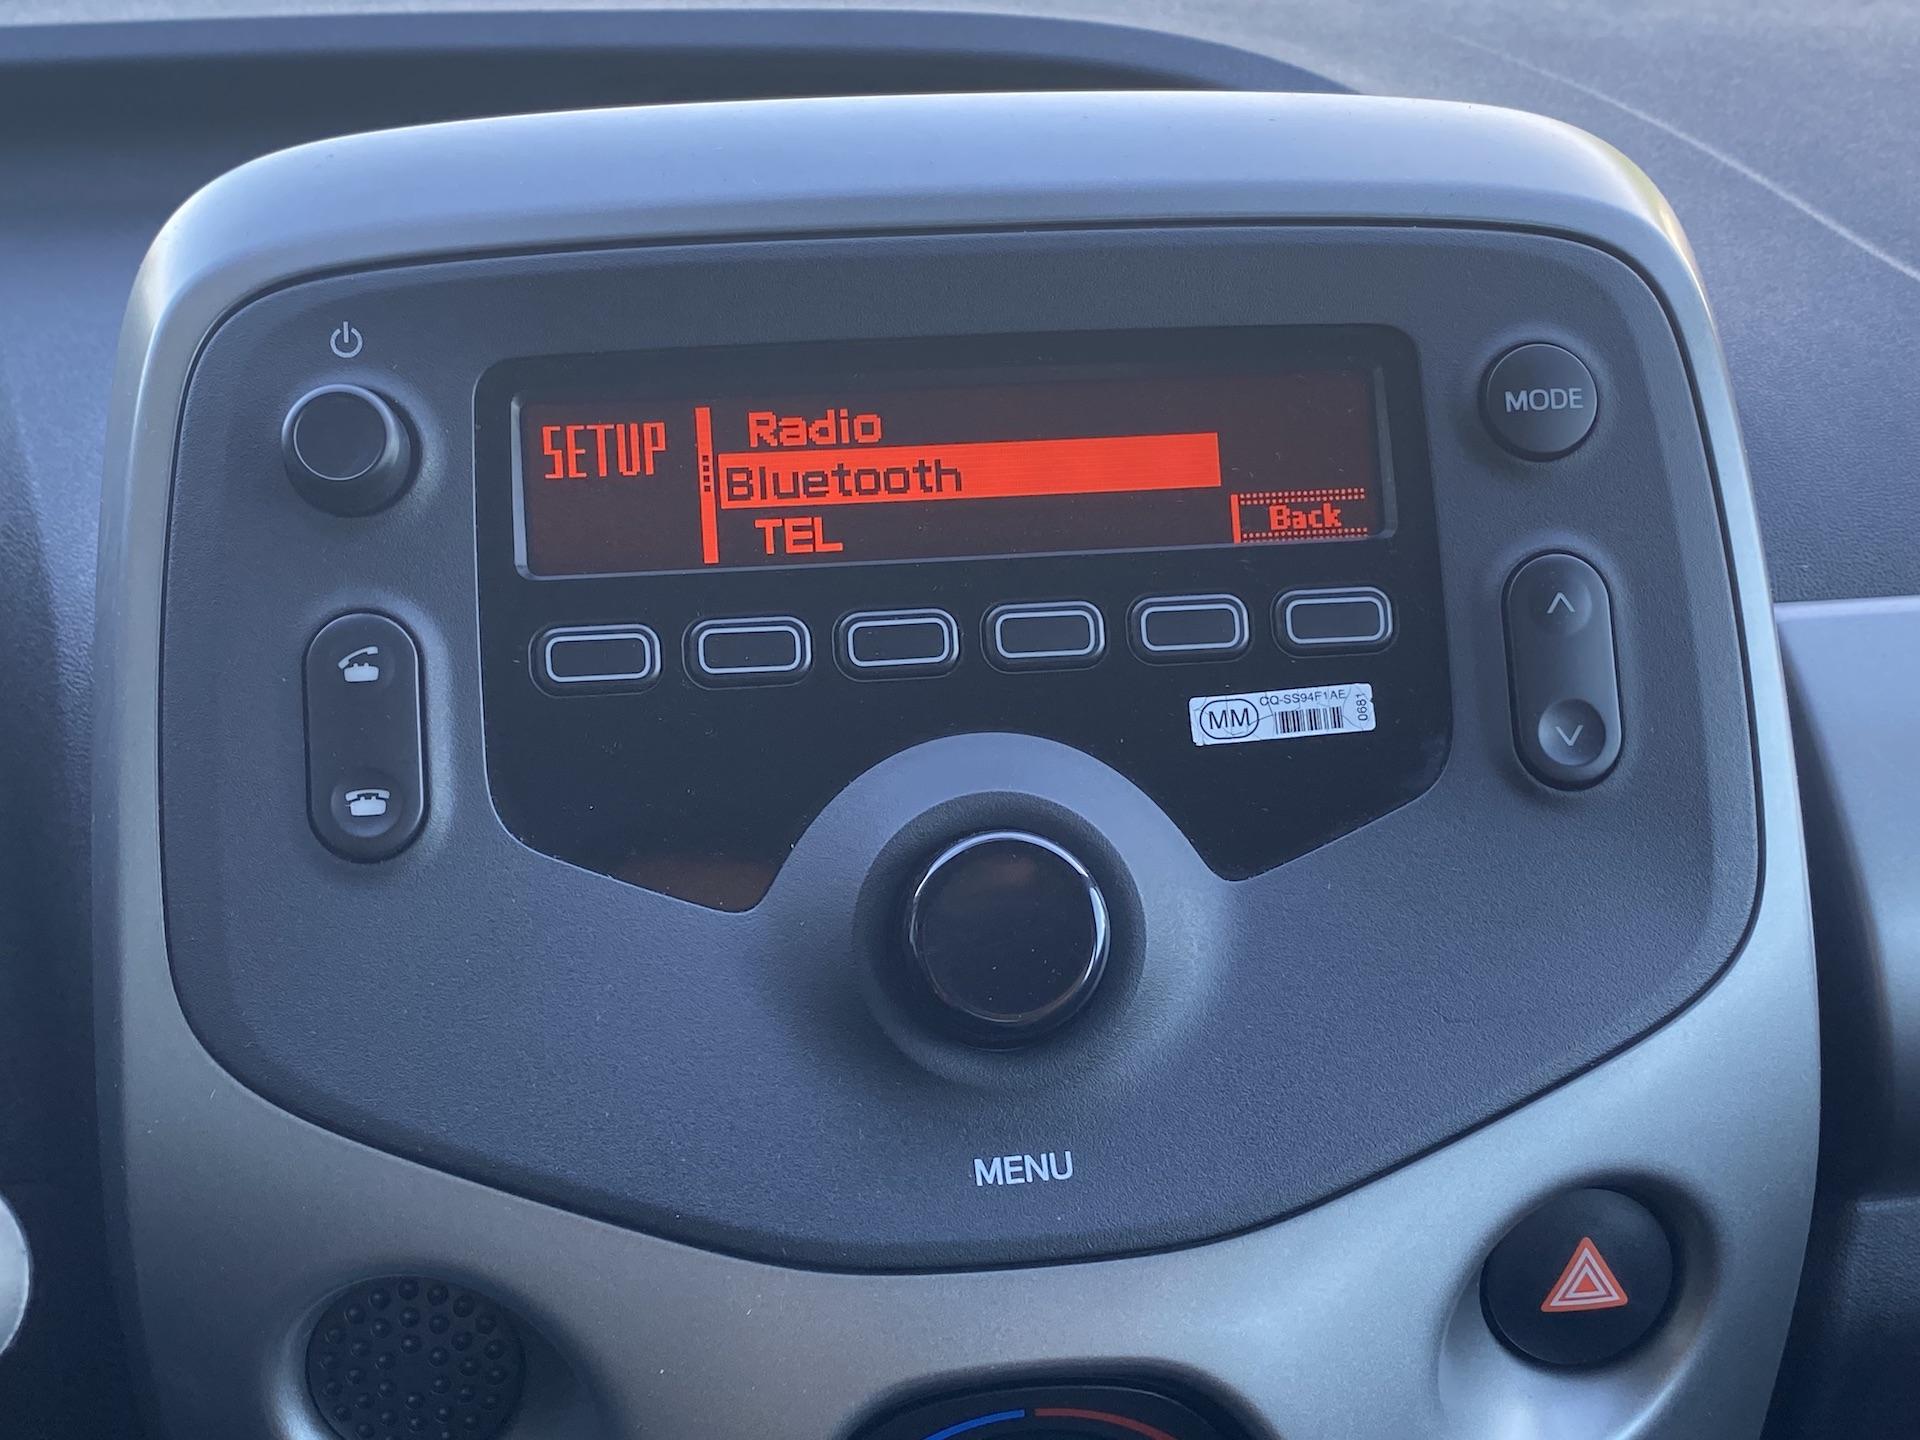 SETUP
Radio
Bluetooth
TEL
Back
MODE
MM
CQ-SS94F1AE
0681
MENU